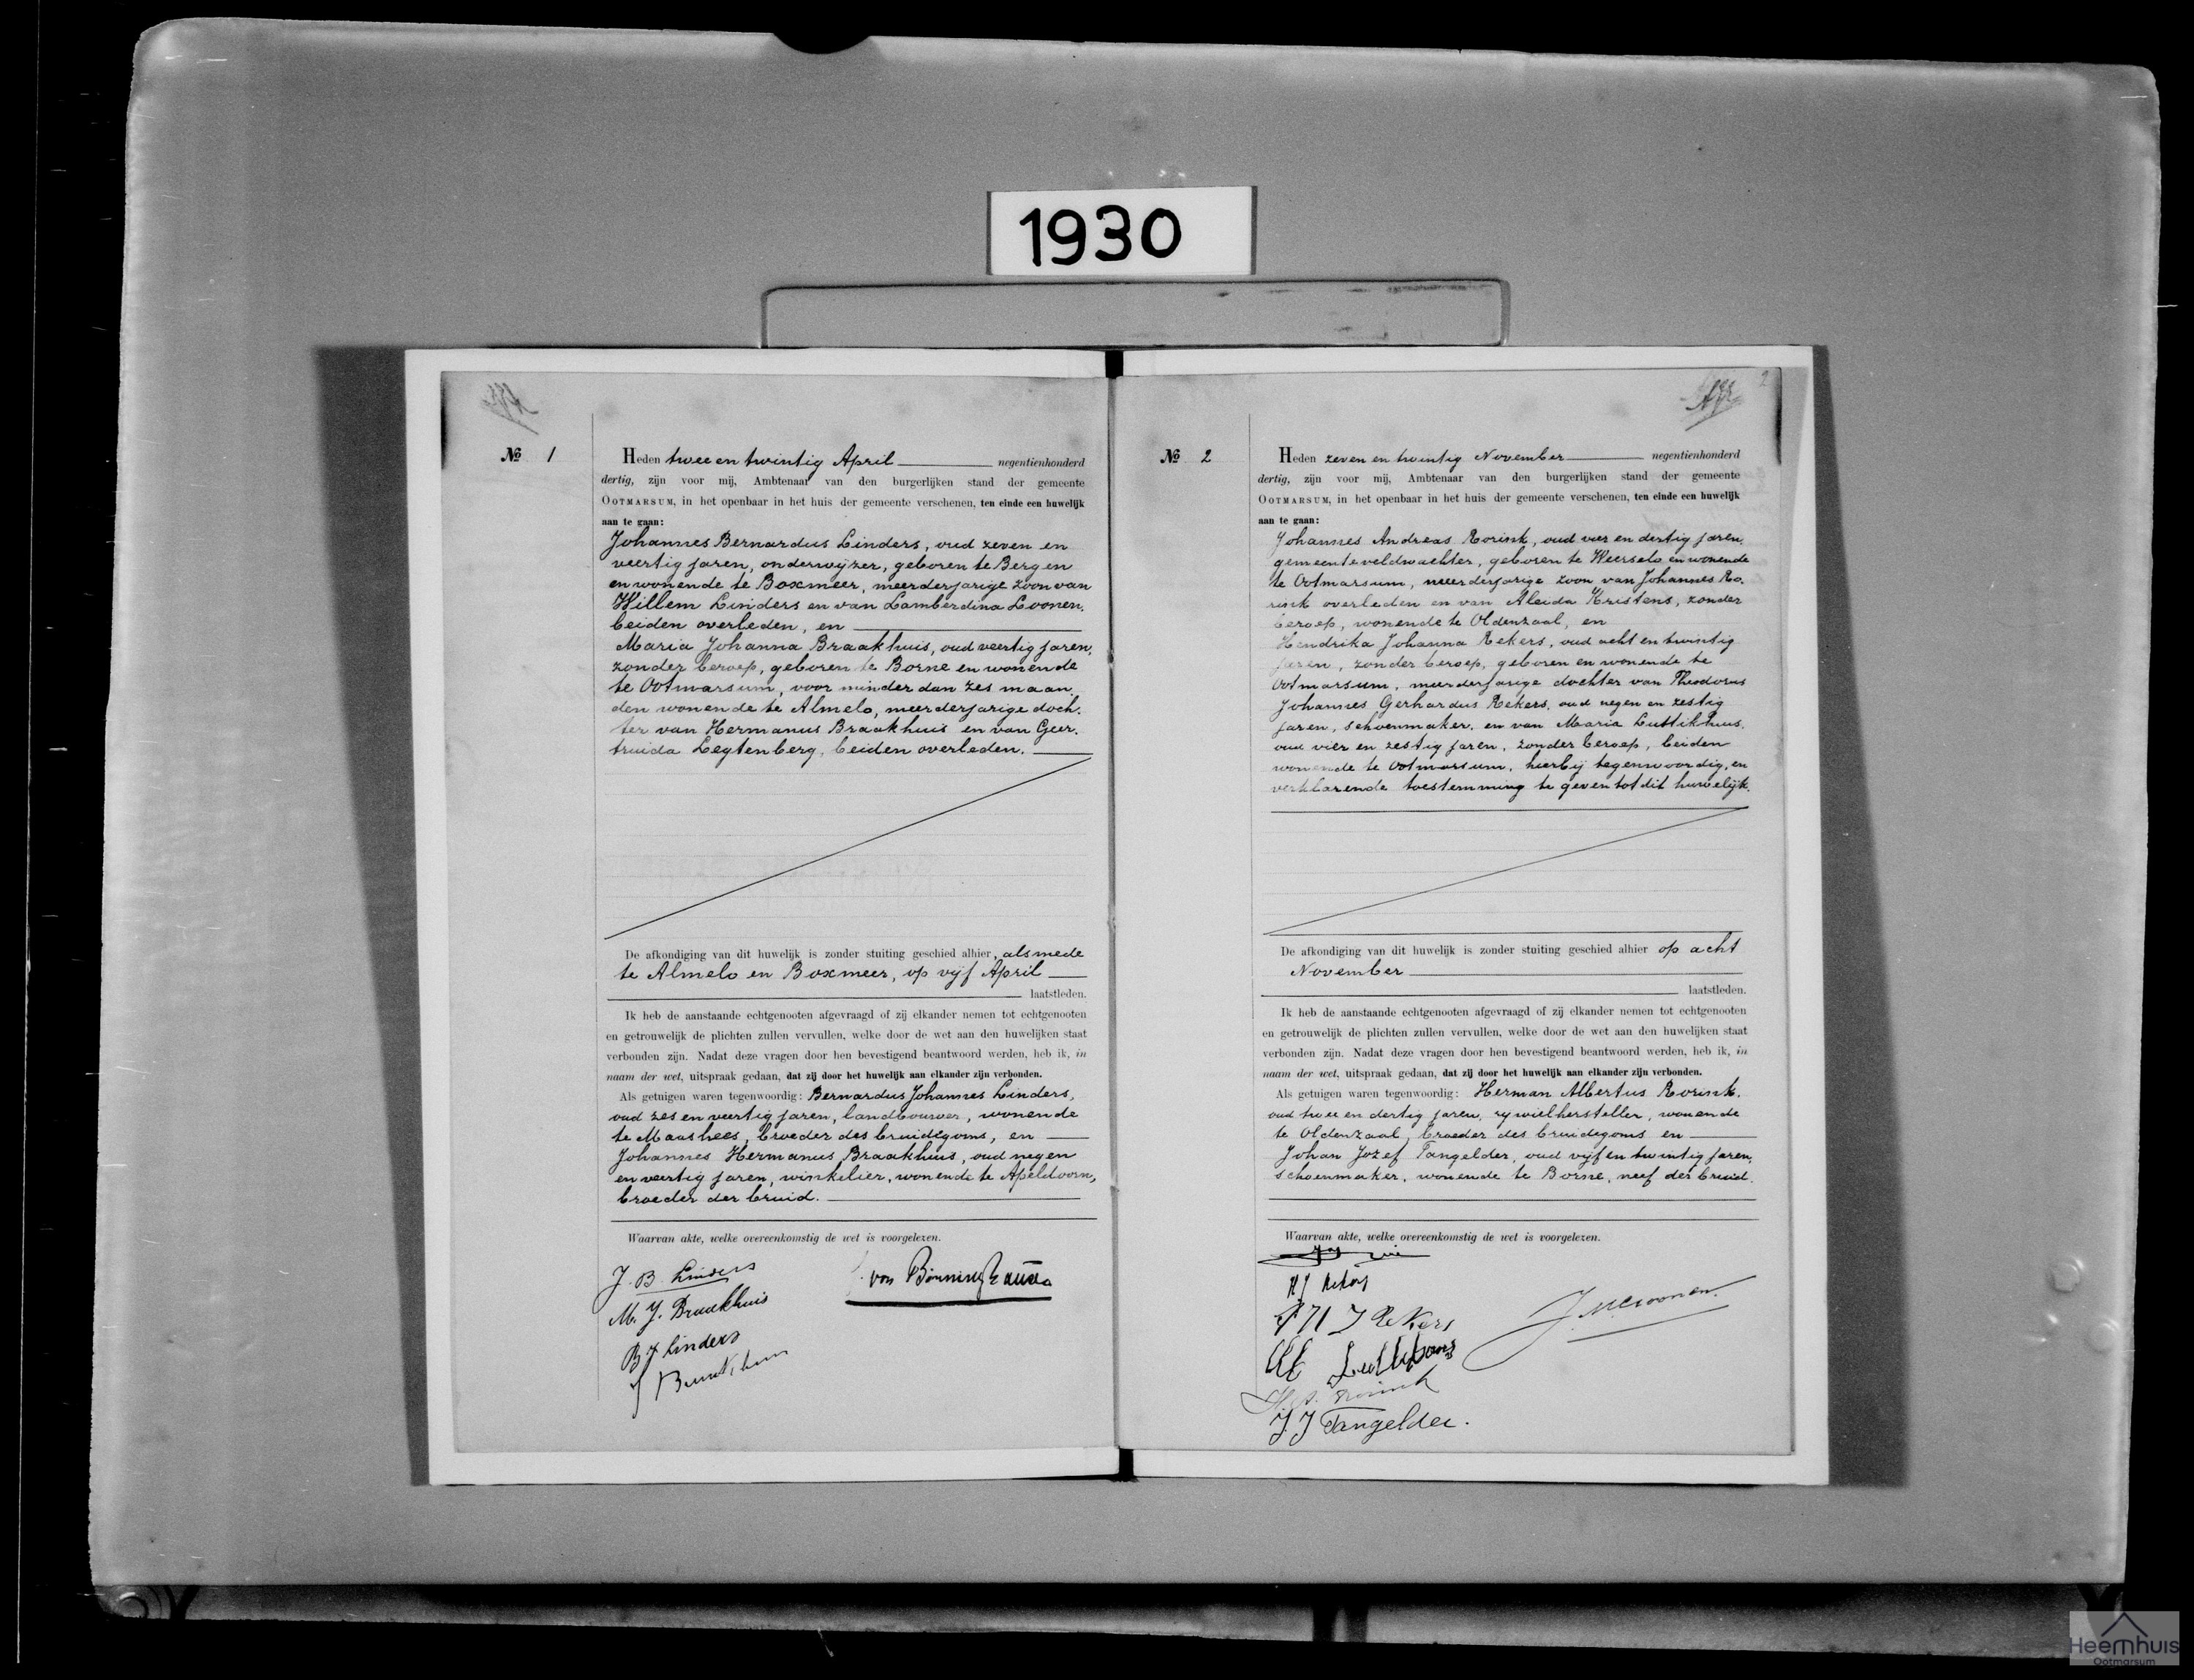 1930
№ 1
Heden twee en twintig April negentienhonderd
dertig, zijn voor mij, Ambtenaar van den burgerlijken stand der gemeente
OOTMARSUM, in het openbaar in het huis der gemeente verschenen, ten einde een huwelijk
aan te gaan:
Johannes Bernardus Linders, oud zeven en
veertig jaren, onderwijzer, geboren te Bergen
en wonende te Boxmeer, meerderjarige zoon van
Willem Linders en van Lamberdina Loonen,
beiden overleden, en
Maria Johanna Braakhuis, oud veertig jaren,
zonder beroep, geboren te Borne en wonende
te Ootmarsum, voor minder dan zes maan
den wonende te Almelo, meerderjarige doch-
ter van Hermanus Braakhuis en van Geer-
truida Legtenberg, beiden overleden.
De afkondiging van dit huwelijk is zonder stuiting geschied alhier, alsmede
te Almelo en Boxmeer, op vijf April
laatstleden.
Ik heb de aanstaande echtgenooten afgevraagd of zij elkander nemen tot echtgenooten
en getrouwelijk de plichten zullen vervullen, welke door de wet aan den huwelijken staat
verbonden zijn. Nadat deze vragen door hen bevestigend beantwoord werden, heb ik, in
naam der wet, uitspraak gedaan, dat zij door het huwelijk aan elkander zijn verbonden.
Als getuigen waren tegenwoordig: Bernardus Johannes Linders,
oud zes en veertig jaren, landbouwer, wonende
te Maashees, broeder des bruidegoms, en
Johannes Hermanus Braakhuis, oud negen
en veertig jaren, winkelier, wonende te Apeldoorn,
broeder der bruid.
Waarvan akte, welke overeenkomstig de wet is voorgelezen.
J. B. Linders
von Bönninghausen
M. J. Braakhuis
B J Linders
J Braakhuis
2
№ 2
Heden zeven en twintig November negentienhonderd
dertig, zijn voor mij, Ambtenaar van den burgerlijken stand der gemeente
OOTMARSUM, in het openbaar in het huis der gemeente verschenen, ten einde een huwelijk
aan te gaan:
Johannes Andreas Rorink, oud vier en dertig jaren,
gemeenteveldwachter, geboren te Weerselo en wonende
te Ootmarsum, meerderjarige zoon van Johannes Ro-
rink overleden en van Aleida Kristens, zonder
beroep, wonende te Oldenzaal, en
Hendrika Johanna Rekers, oud acht en twintig
jaren, zonder beroep, geboren en wonende te
Ootmarsum, meerderjarige dochter van Theodorus
Johannes Gerhardus Rekers, oud negen en zestig
jaren, schoenmaker, en van Maria Luttikhuis,
oud vier en zestig jaren, zonder beroep, beiden
wonende te Ootmarsum, hierbij tegenwoordig, en
verklarende toestemming te geven tot dit huwelijk.
De afkondiging van dit huwelijk is zonder stuiting geschied alhier op acht
November
laatstleden.
Ik heb de aanstaande echtgenooten afgevraagd of zij elkander nemen tot echtgenooten
en getrouwelijk de plichten zullen vervullen, welke door de wet aan den huwelijken staat
verbonden zijn. Nadat deze vragen door hen bevestigend beantwoord werden, heb ik, in
naam der wet, uitspraak gedaan, dat zij door het huwelijk aan elkander zijn verbonden.
Als getuigen waren tegenwoordig: Herman Albertus Rorink,
oud twee en dertig jaren, rywielhersteller, wonende
te Oldenzaal, broeder des bruidegoms en
Johan Jozef Tangelder, oud vijf en twintig jaren,
schoenmaker, wonende te Borne, neef der bruid.
Waarvan akte, welke overeenkomstig de wet is voorgelezen.
H J Rekers
J Rekers
H. A. Rorink
J. J Tangelder.
Heemhuis
Ootmarsum